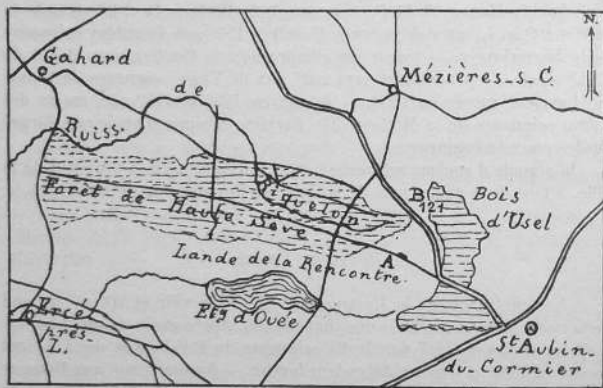 N.
Gahard
de
Mézières-s-C.
Ruiss.
Piquelon
Forêt de Haute Sève
B
121
Bois
d'Usel
Lande de la Rencontre.
A
Etg d'Ouée
Ercé
près
L.
St Aubin
du-Cormier